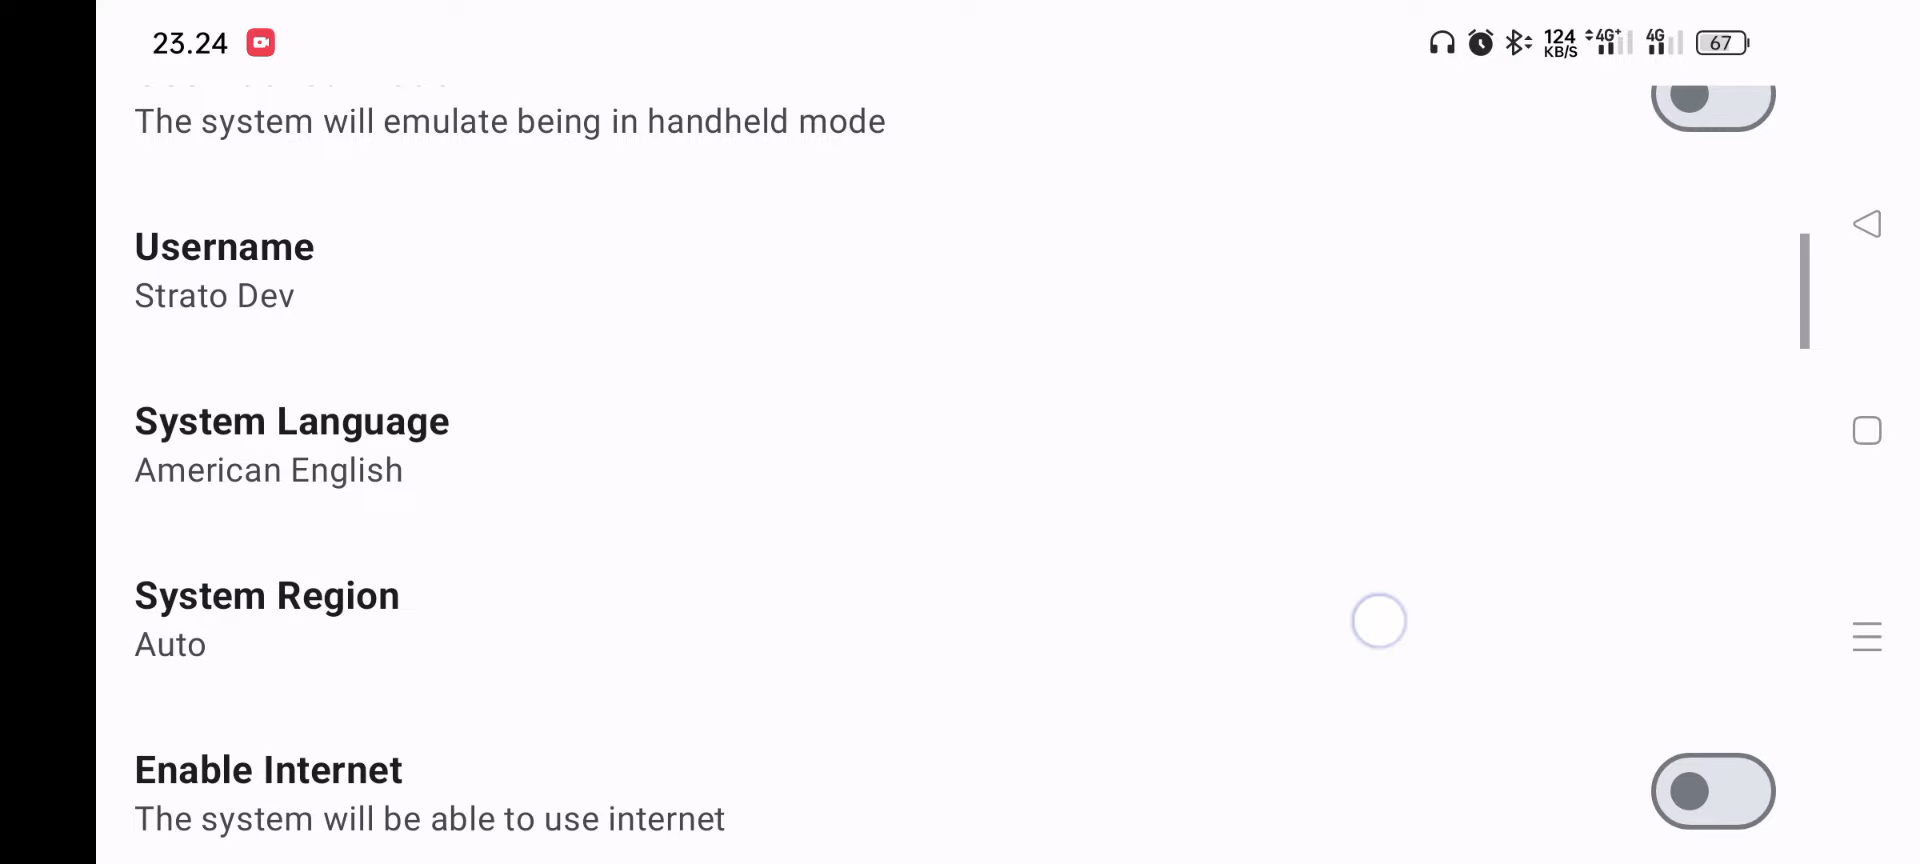 23.24
124 KB/S 4G+ 4G 67
The system will emulate being in handheld mode
Username
Strato Dev
System Language
American English
System Region
Auto
Enable Internet
The system will be able to use internet